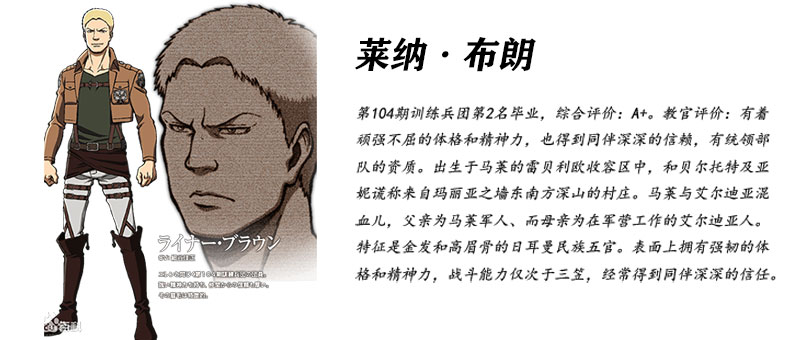 莱纳·布朗
第104期训练兵团第2名毕业，综合评价：A+。教官评价：有着
顽强不屈的体格和精神力，也得到同伴深深的信赖，有统领部
队的资质。出生于马莱的雷贝利欧收容区中，和贝尔托特及亚
妮谎称来自玛丽亚之墙东南方深山的村庄。马莱与艾尔迪亚混
血儿，父亲为马莱军人、而母亲为在军营工作的艾尔迪亚人。
特征是金发和高眉骨的日耳曼民族五官。表面上拥有强韧的体
格和精神力，战斗能力仅次于三笠，经常得到同伴深深的信任。
ライナー・ブラウン